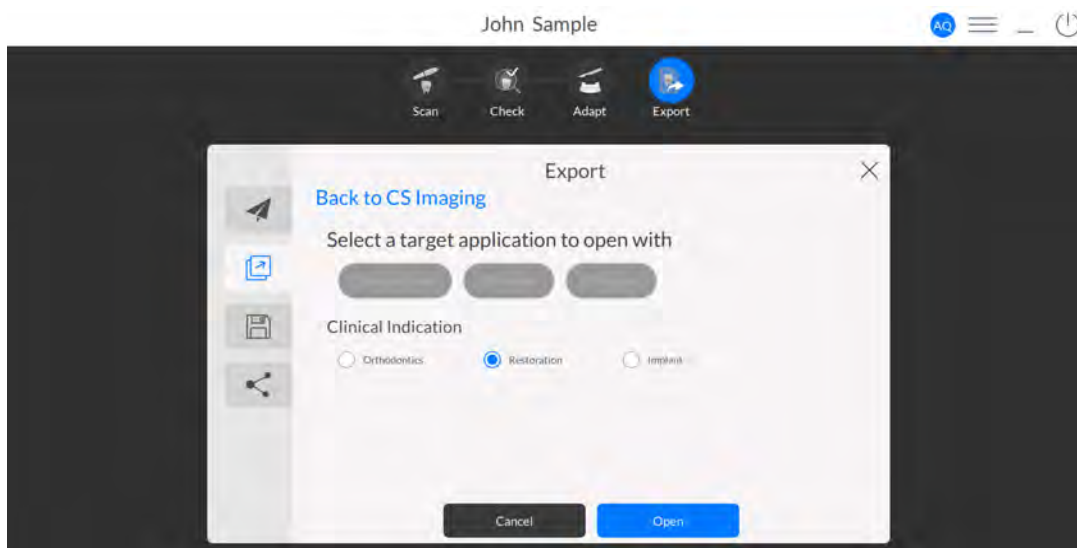 John Sample
AQ
Scan Check Adapt Export
Export
Back to CS Imaging
Select a target application to open with
Clinical Indication
Orthodontics Restoration Implant
Cancel Open